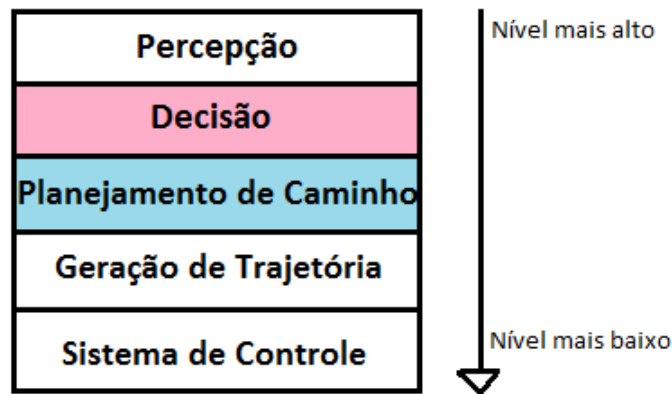 Percepção
Nível mais alto
Decisão
Planejamento de Caminho
Geração de Trajetória
Sistema de Controle
Nível mais baixo